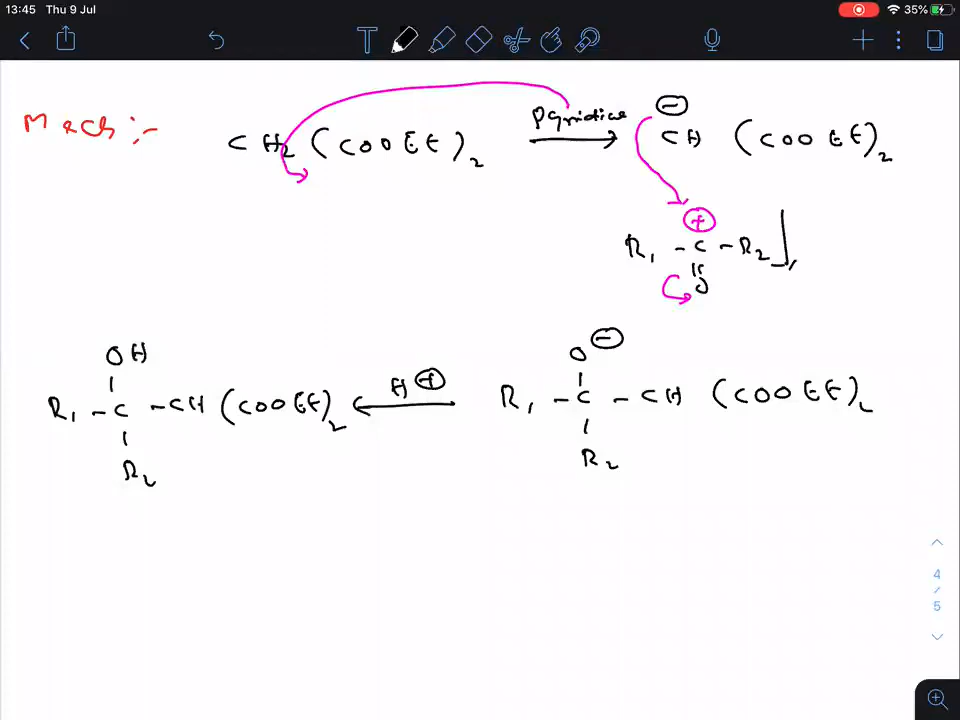 13:45 Thu 9 Jul
35%
Mech :-
CH2 (COOEt)2 pyridine ⊖ CH (COOEt)2
⊕
R1 - C - R2
O
OH
R1 - C - CH (COOEt)2
R2
H ⊕
O ⊖
R1 - C - CH (COOEt)2
R2
4
/
5